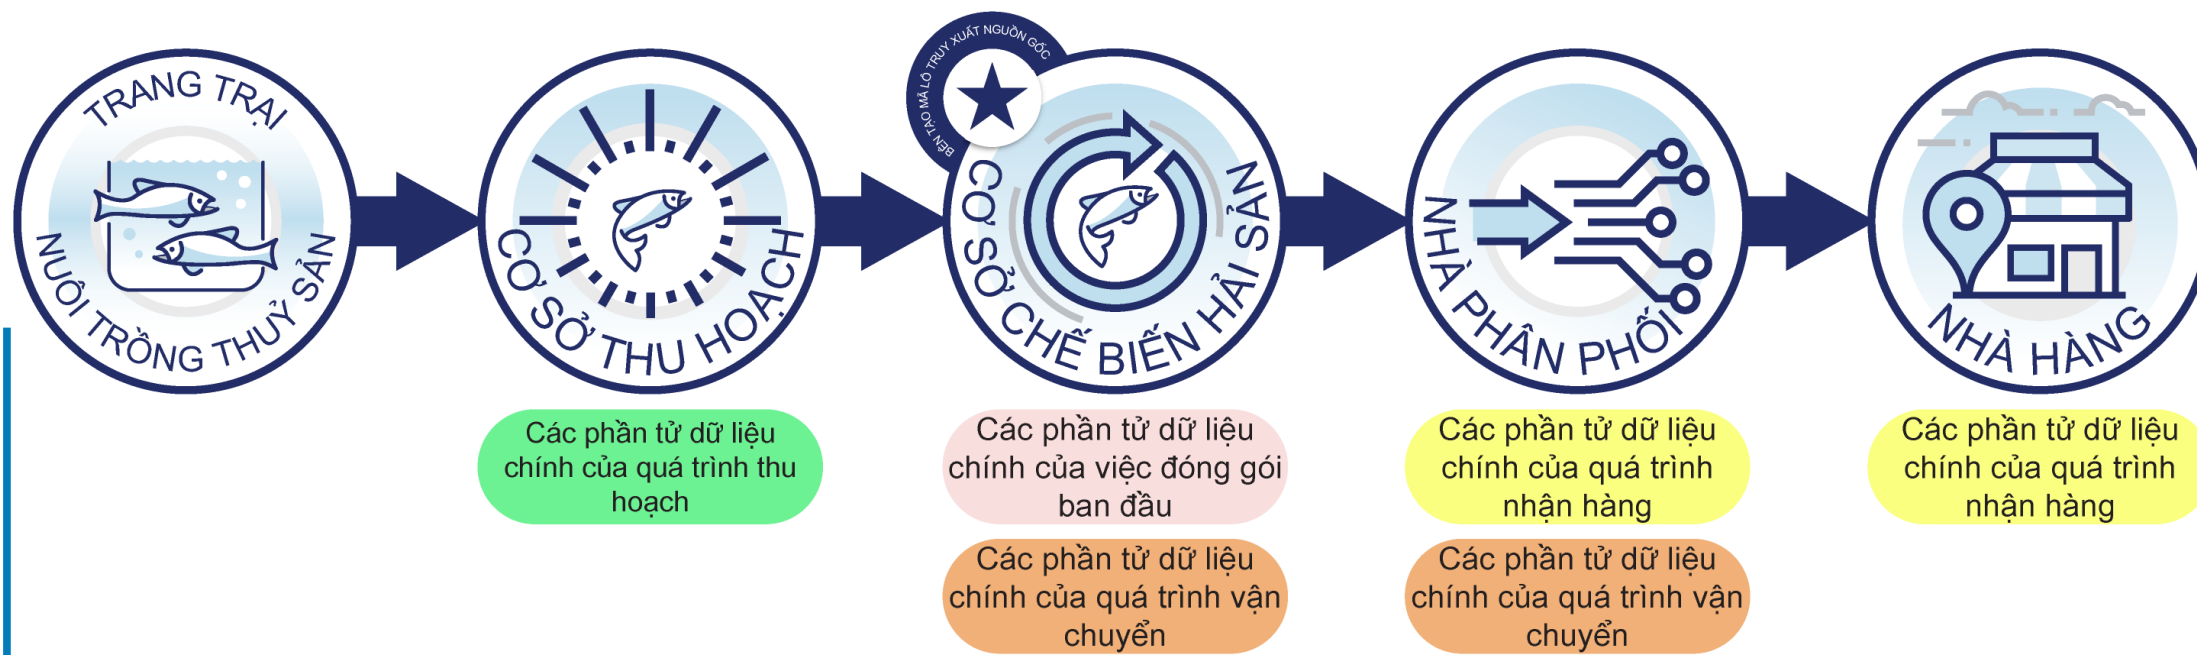 TRANG TRẠI
NUÔI TRỒNG THUỶ SẢN
CƠ SỞ THU HOẠCH
BÊN TẠO MÃ LÔ TRUY XUẤT NGUỒN GỐC
CƠ SỞ CHẾ BIẾN HẢI SẢN
NHÀ PHÂN PHỐI
NHÀ HÀNG
Các phần tử dữ liệu
chính của quá trình thu
hoạch
Các phần tử dữ liệu
chính của việc đóng gói
ban đầu
Các phần tử dữ liệu
chính của quá trình vận
chuyển
Các phần tử dữ liệu
chính của quá trình
nhận hàng
Các phần tử dữ liệu
chính của quá trình vận
chuyển
Các phần tử dữ liệu
chính của quá trình
nhận hàng